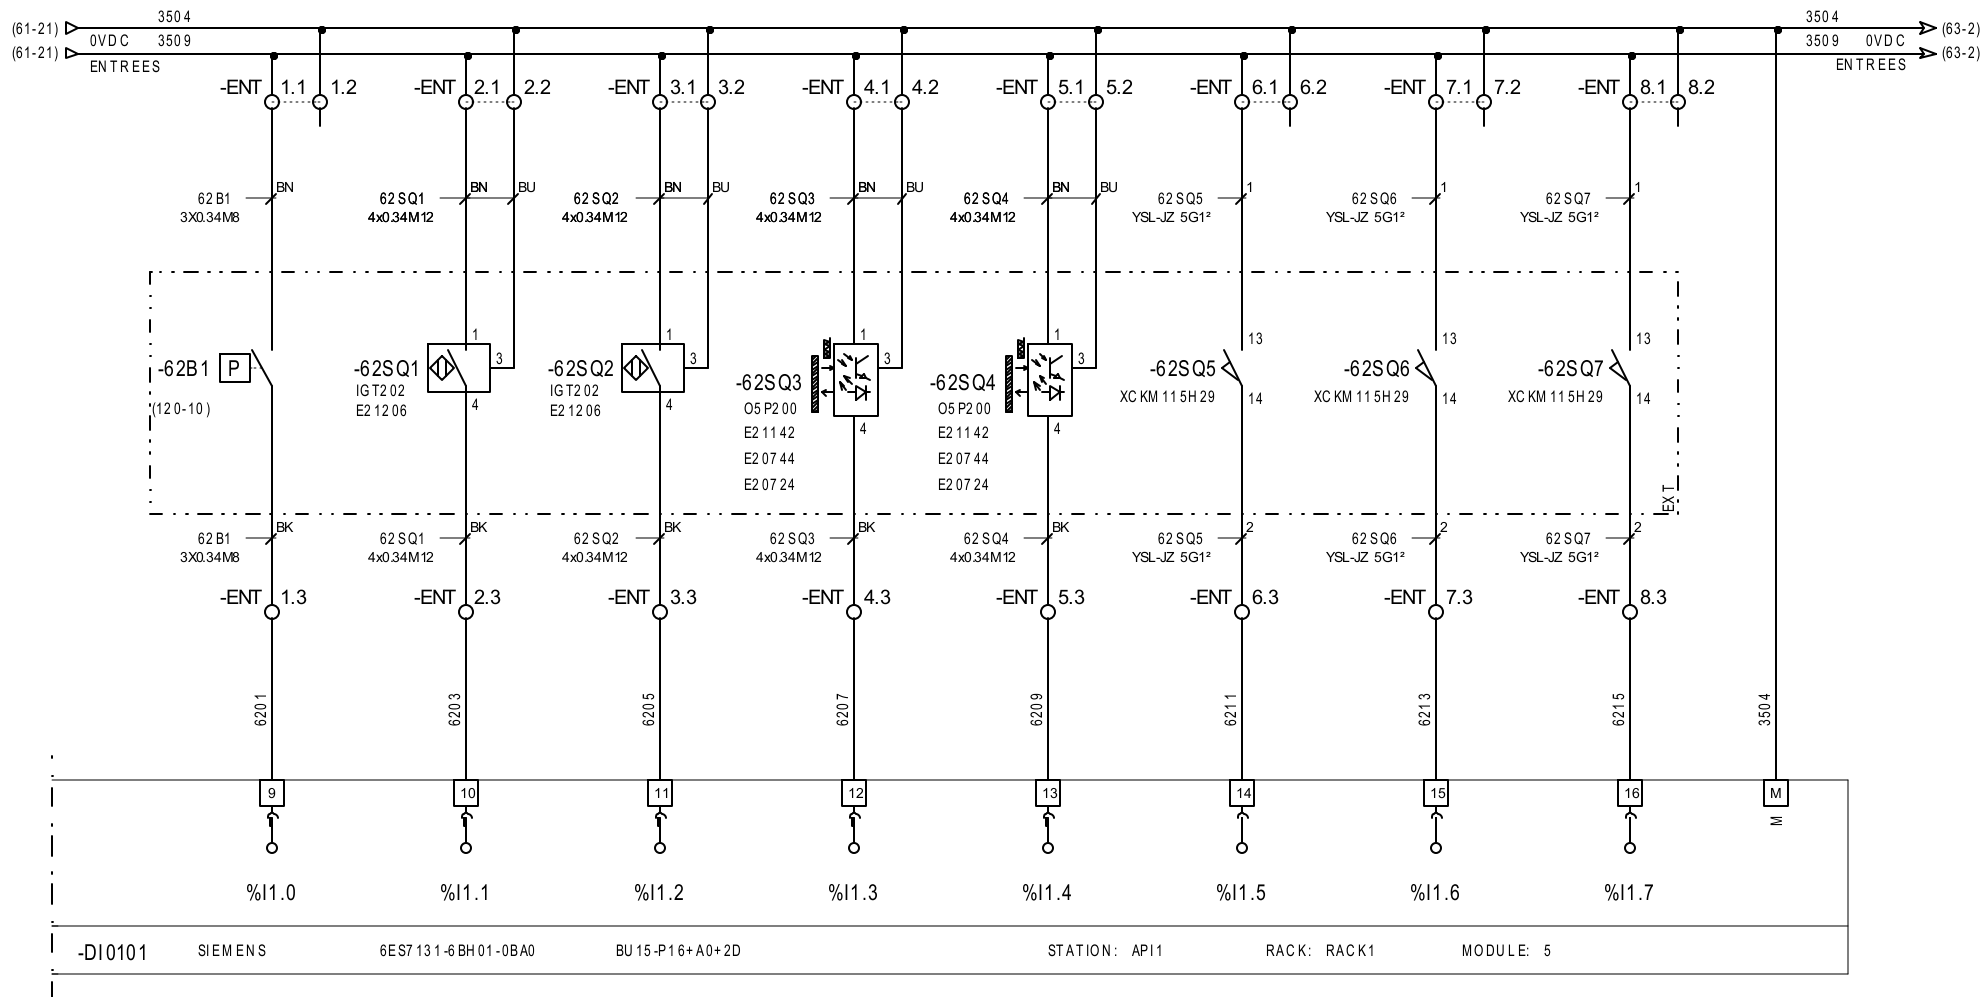 3504 3504
(61-21) (63-2)
0VDC 3509 3509 0VDC
(61-21) (63-2)
ENTREES ENTREES
-ENT 1.1 1.2 -ENT 2.1 2.2 -ENT 3.1 3.2 -ENT 4.1 4.2 -ENT 5.1 5.2 -ENT 6.1 6.2 -ENT 7.1 7.2 -ENT 8.1 8.2
BN BN BU BN BU BN BU BN BU 1 1 1
62B1 62SQ1 62SQ2 62SQ3 62SQ4 62SQ5 62SQ6 62SQ7
3X0.34M8 4x0.34M12 4x0.34M12 4x0.34M12 4x0.34M12 YSL-JZ 5G1² YSL-JZ 5G1² YSL-JZ 5G1²
1 1 1 1 13 13 13
3 3 3 3
-62B1 P -62SQ1 -62SQ2 -62SQ3 -62SQ4 -62SQ5 -62SQ6 -62SQ7
IGT202 IGT202 XCKM115H29 XCKM115H29 XCKM115H29
(120-10) E21206 E21206 O5P200 O5P200
4 4 4 4 14 14 14
E21142 E21142
E20744 E20744
E20724 E20724
EXT
BK BK BK BK BK 2 2 2
62B1 62SQ1 62SQ2 62SQ3 62SQ4 62SQ5 62SQ6 62SQ7
3X0.34M8 4x0.34M12 4x0.34M12 4x0.34M12 4x0.34M12 YSL-JZ 5G1² YSL-JZ 5G1² YSL-JZ 5G1²
-ENT 1.3 -ENT 2.3 -ENT 3.3 -ENT 4.3 -ENT 5.3 -ENT 6.3 -ENT 7.3 -ENT 8.3
6201 6203 6205 6207 6209 6211 6213 6215 3504
9 10 11 12 13 14 15 16 M
M
%I1.0 %I1.1 %I1.2 %I1.3 %I1.4 %I1.5 %I1.6 %I1.7
-DI0101 SIEMENS 6ES7131-6BH01-0BA0 BU15-P16+A0+2D STATION: API1 RACK: RACK1 MODULE: 5